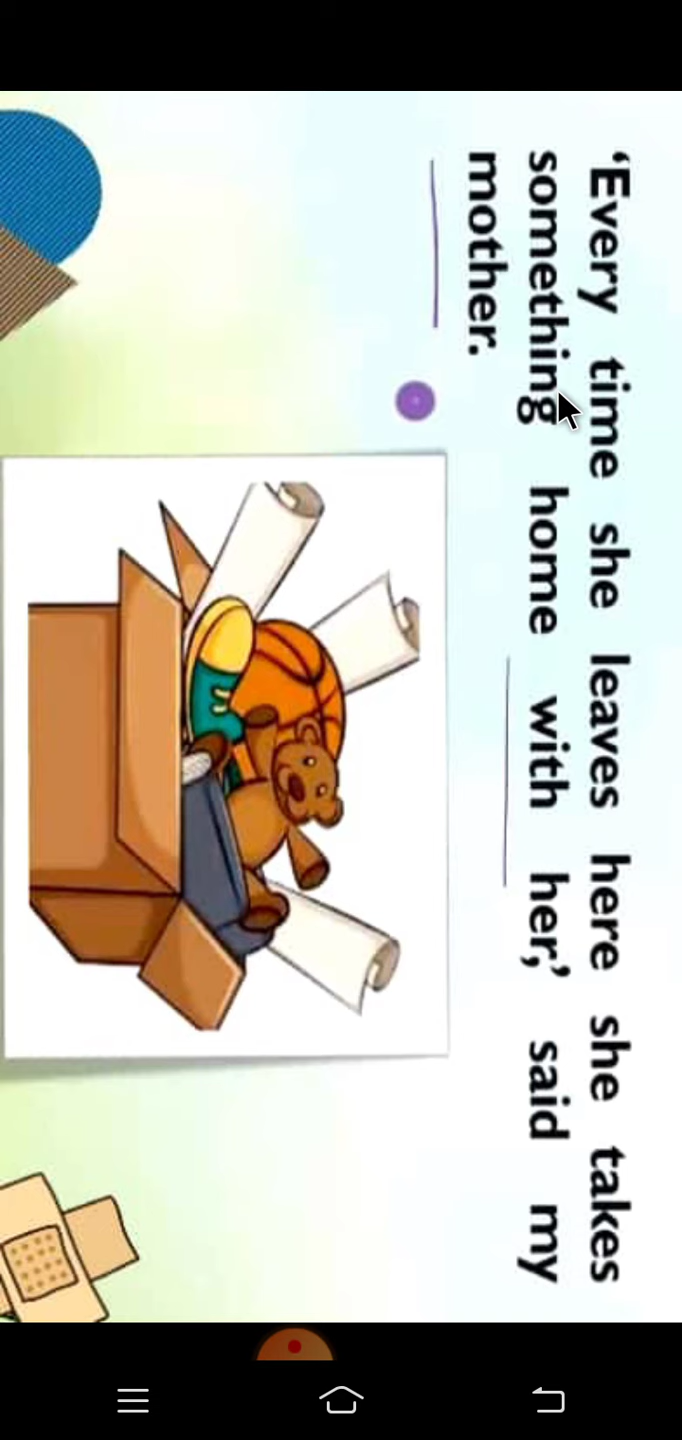 ‘Every time she leaves here she takes
something home with her,’ said my
mother.